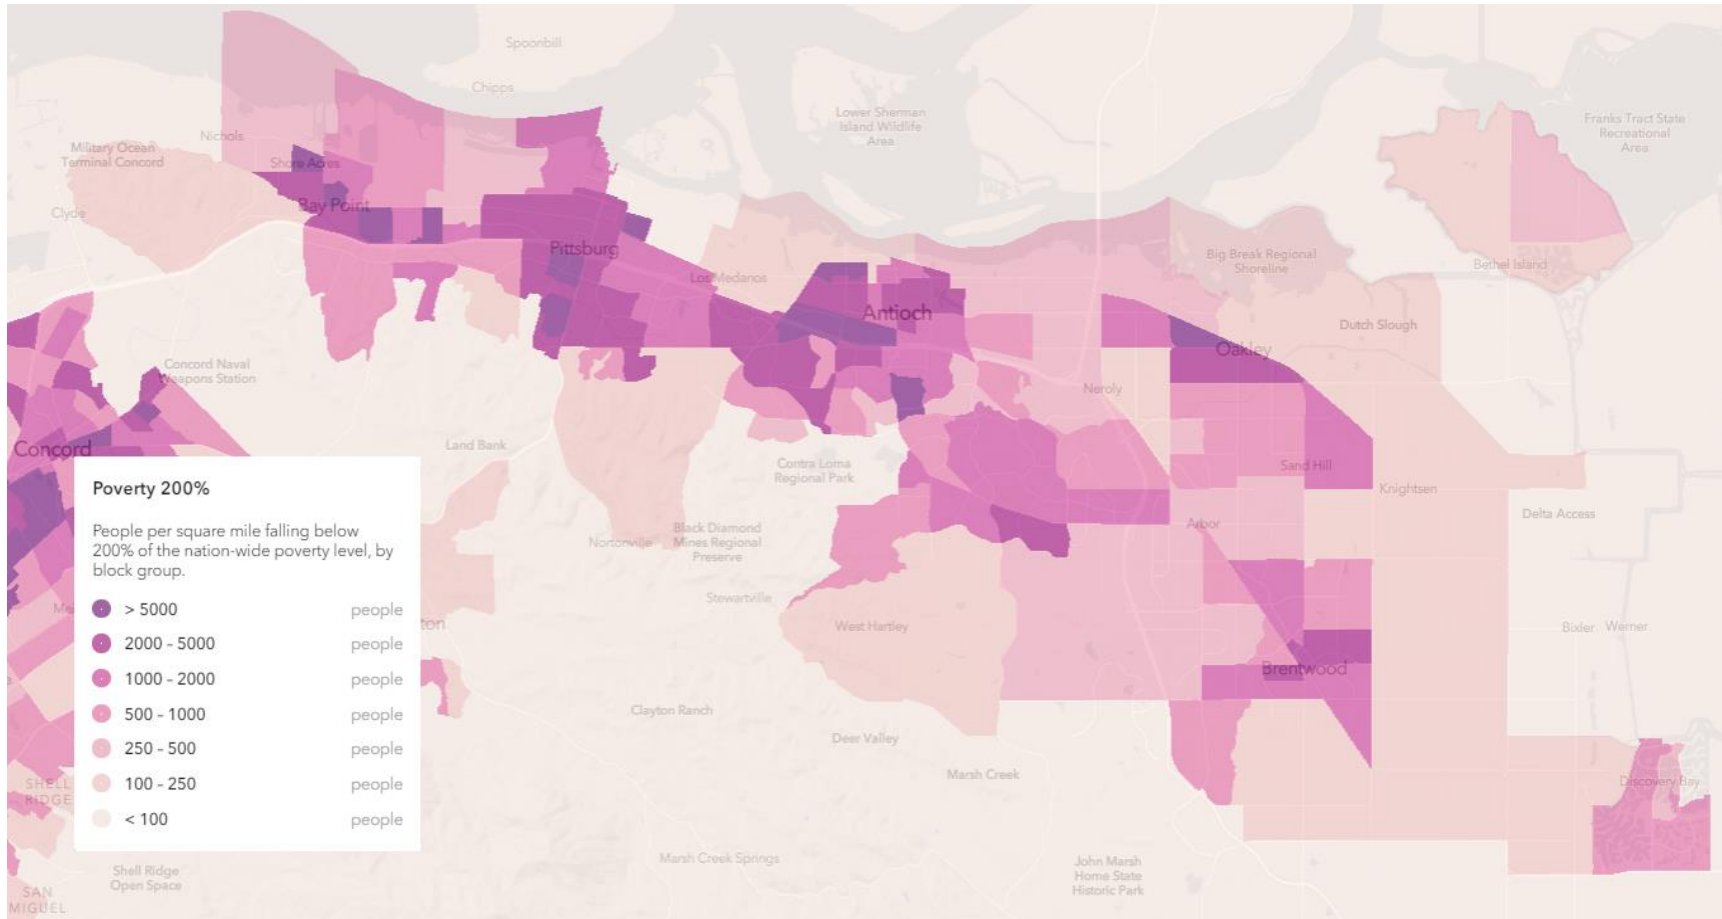 Spoonbill
Chipps
Lower Sherman
Island Wildlife
Area
Franks Tract State
Recreational
Area
Nichols
Military Ocean
Terminal Concord
Shore Acres
Bay Point
Clyde
Pittsburg
Los Medanos
Big Break Regional
Shoreline
Bethel Island
Antioch
Dutch Slough
Oakley
Concord Naval
Weapons Station
Neroly
Concord
Land Bank
Contra Loma
Regional Park
Sand Hill
Knightsen
Poverty 200%
People per square mile falling below
200% of the nation-wide poverty level, by
block group.
> 5000 people
2000 - 5000 people
1000 - 2000 people
500 - 1000 people
250 - 500 people
100 - 250 people
< 100 people
Delta Access
Arbor
Nortonville
Black Diamond
Mines Regional
Preserve
Stewartville
ton
West Hartley
Bixler
Werner
Brentwood
Clayton Ranch
Deer Valley
Marsh Creek
Discovery Bay
SHELL
RIDGE
Marsh Creek Springs
Shell Ridge
Open Space
John Marsh
Home State
Historic Park
SAN
MIGUEL